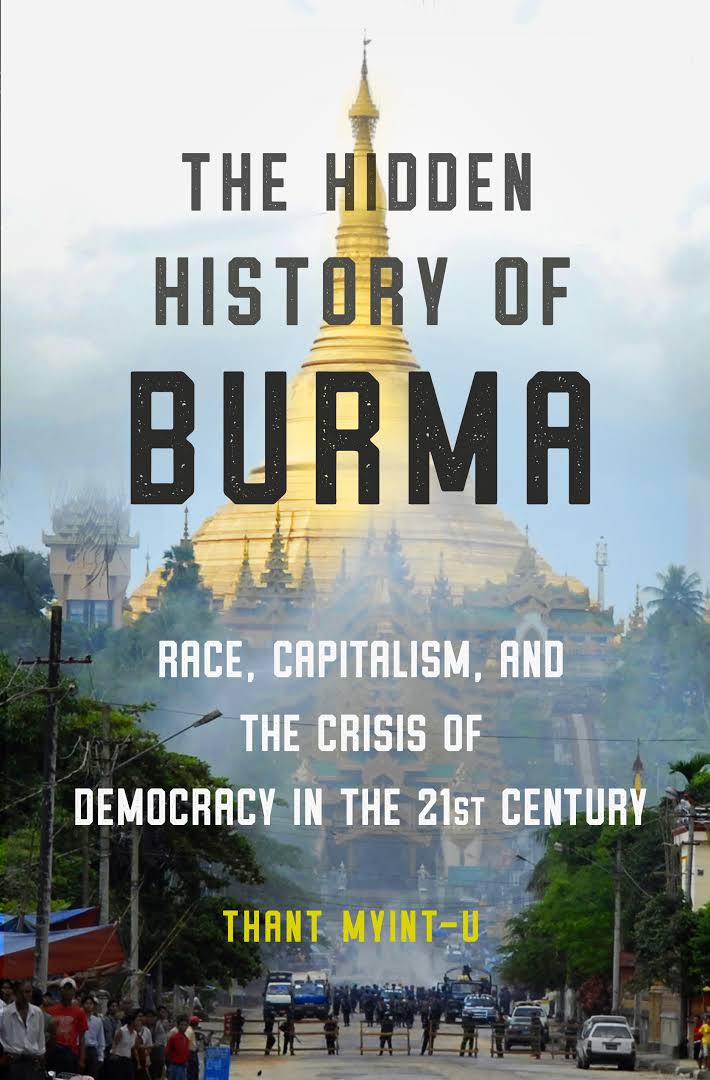 THE HIDDEN
HISTORY OF
BURMA
RACE, CAPITALISM, AND
THE CRISIS OF
DEMOCRACY IN THE 21ST CENTURY
THANT MYINT-U